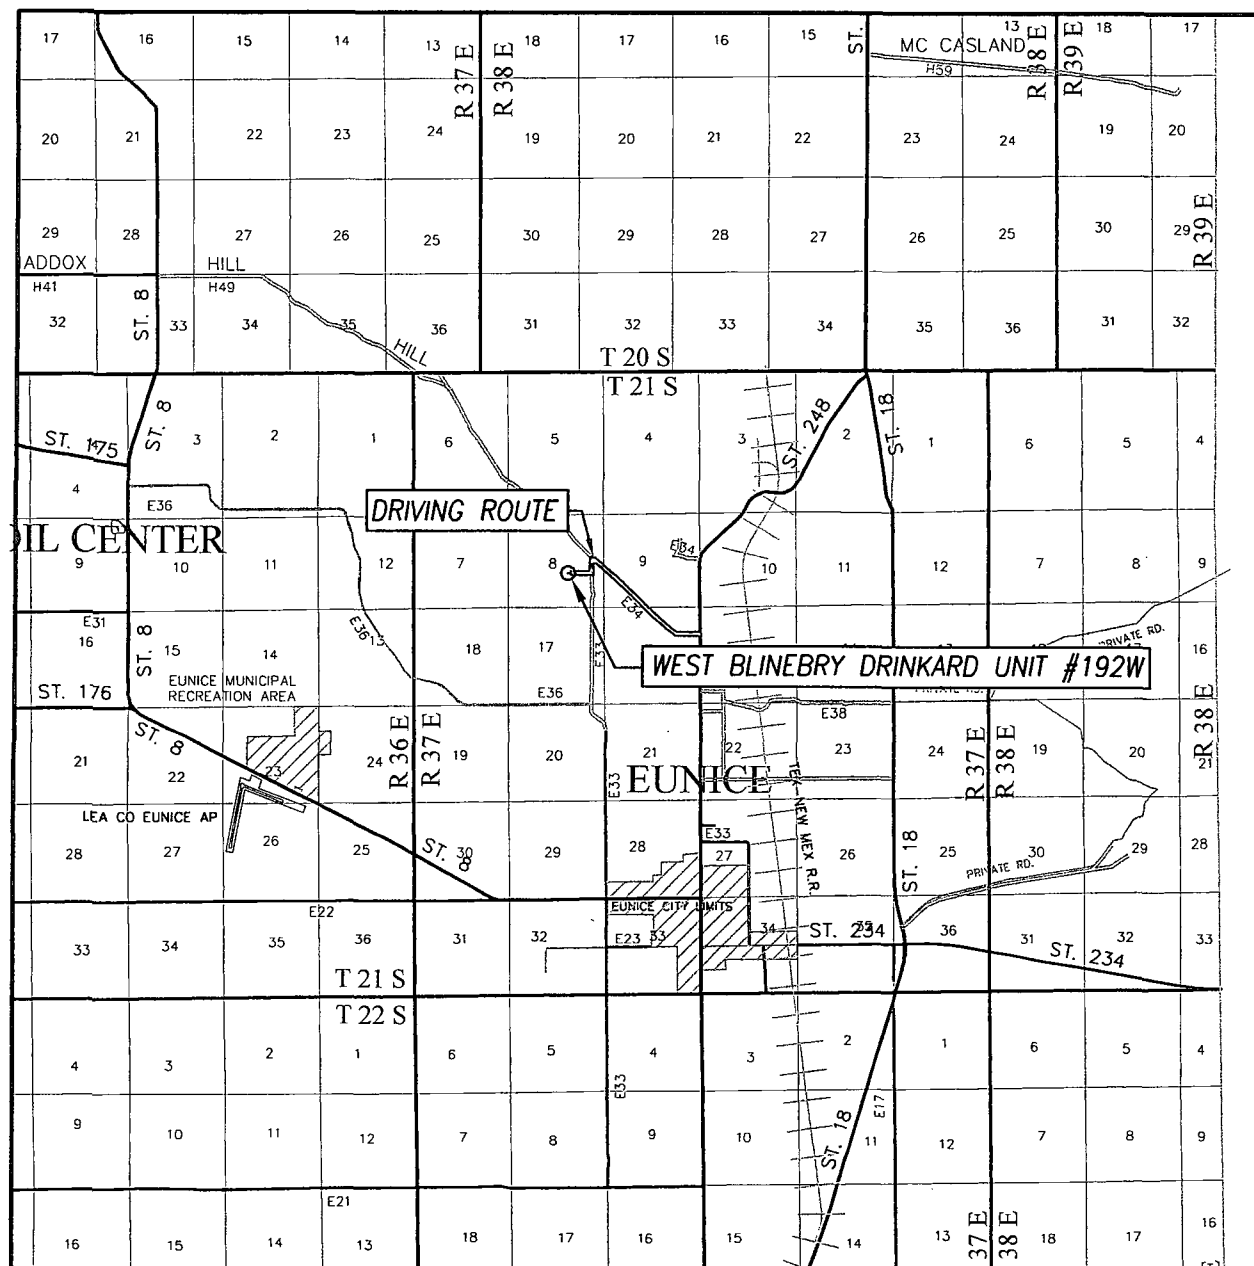 17 16 15 14 13 R 37 E R 38 E 18 17 16 15 ST. MC CASLAND 13 R 38 E R 39 E 18 17
H59
20 21 22 23 24 19 20 21 22 23 24 19 20
29 28 27 26 25 30 29 28 27 26 25 30 29 R 39 E
ADDOX HILL
H41 H49
32 ST. 8 33 34 35 36 31 32 33 34 35 36 31 32
HILL
T 20 S
T 21 S
ST. 8 3 2 1 6 5 4 3 ST. 248 2 ST. 18 1 6 5 4
ST. 175
4
E36
DRIVING ROUTE
OIL CENTER
9 10 11 12 7 8 9 E34 10 11 12 7 8 9
E34
E31
16 ST. 8 15 14 E36 13 18 17 E33 PRIVATE RD. 16
WEST BLINEBRY DRINKARD UNIT #192W
EUNICE MUNICIPAL
RECREATION AREA
ST. 176 E36 PRIVATE RD.
E38
ST. 8
21 22 23 24 R 36 E R 37 E 19 20 21 22 23 24 R 37 E R 38 E 19 20 21 R 38 E
EUNICE
E33
TEX-NEW MEX R.R.
LEA CO EUNICE AP
E33
28 27 26 25 30 ST. 8 29 28 27 26 ST. 18 25 30 29 28
PRIVATE RD.
EUNICE CITY LIMITS
E22
33 34 35 36 31 32 E23 33 34 ST. 234 35 36 31 32 33
ST. 234
T 21 S
T 22 S
4 3 2 1 6 5 4 3 2 1 6 5 4
E33
E17
9 10 11 12 7 8 9 10 ST. 18 11 12 7 8 9
E21
16 15 14 13 18 17 16 15 14 13 37 E 38 E 18 17 16